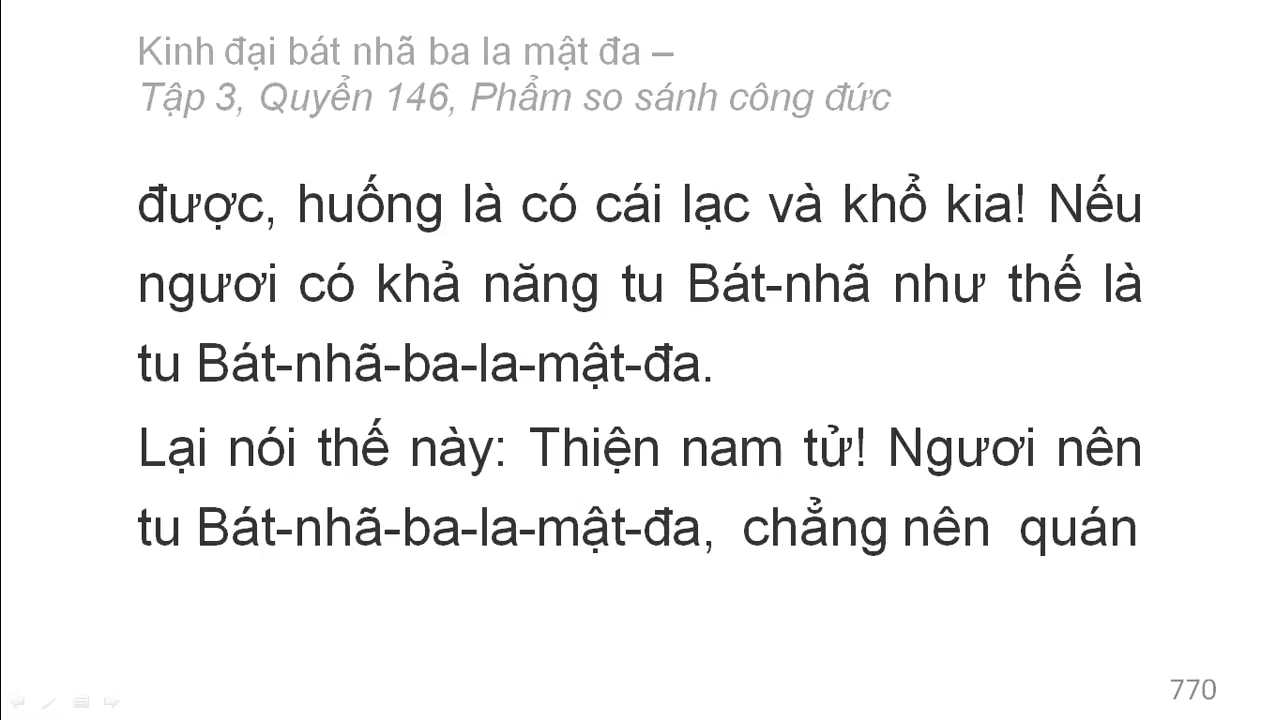 Kinh đại bát nhã ba la mật đa –
Tập 3, Quyển 146, Phẩm so sánh công đức
được, huống là có cái lạc và khổ kia! Nếu
ngươi có khả năng tu Bát-nhã như thế là
tu Bát-nhã-ba-la-mật-đa.
Lại nói thế này: Thiện nam tử! Ngươi nên
tu Bát-nhã-ba-la-mật-đa, chẳng nên quán
770